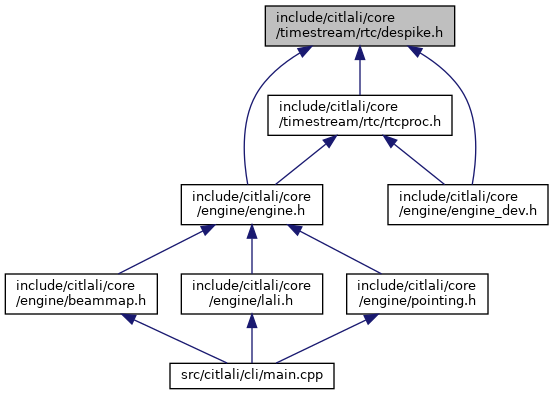 include/citlali/core
/timestream/rtc/despike.h
include/citlali/core
/timestream/rtc/rtcproc.h
include/citlali/core
/engine/engine.h
include/citlali/core
/engine/engine_dev.h
include/citlali/core
/engine/beammap.h
include/citlali/core
/engine/lali.h
include/citlali/core
/engine/pointing.h
src/citlali/cli/main.cpp